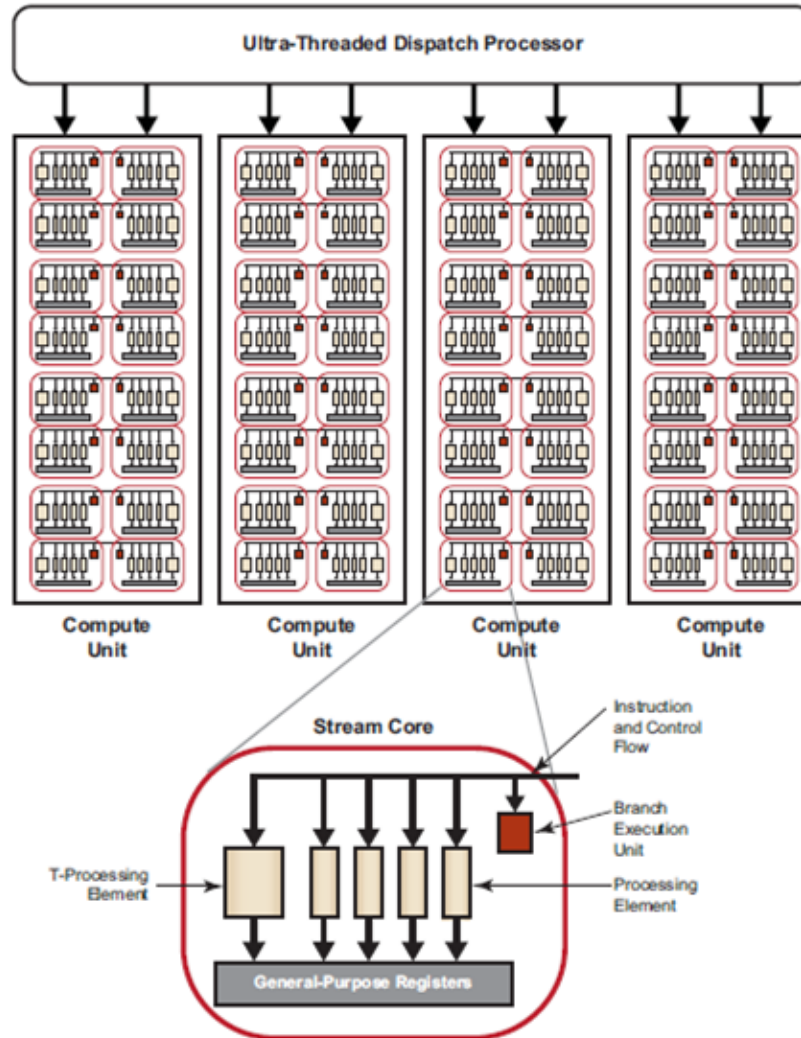 Ultra-Threaded Dispatch Processor
Compute
Unit
Compute
Unit
Compute
Unit
Compute
Unit
Stream Core
Instruction
and Control
Flow
Branch
Execution
Unit
T-Processing
Element
Processing
Element
General-Purpose Registers